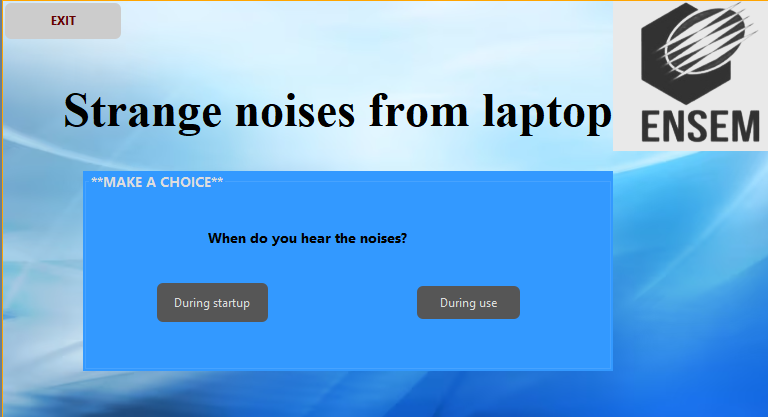 EXIT
ENSEM
Strange noises from laptop
**MAKE A CHOICE**
When do you hear the noises?
During startup
During use